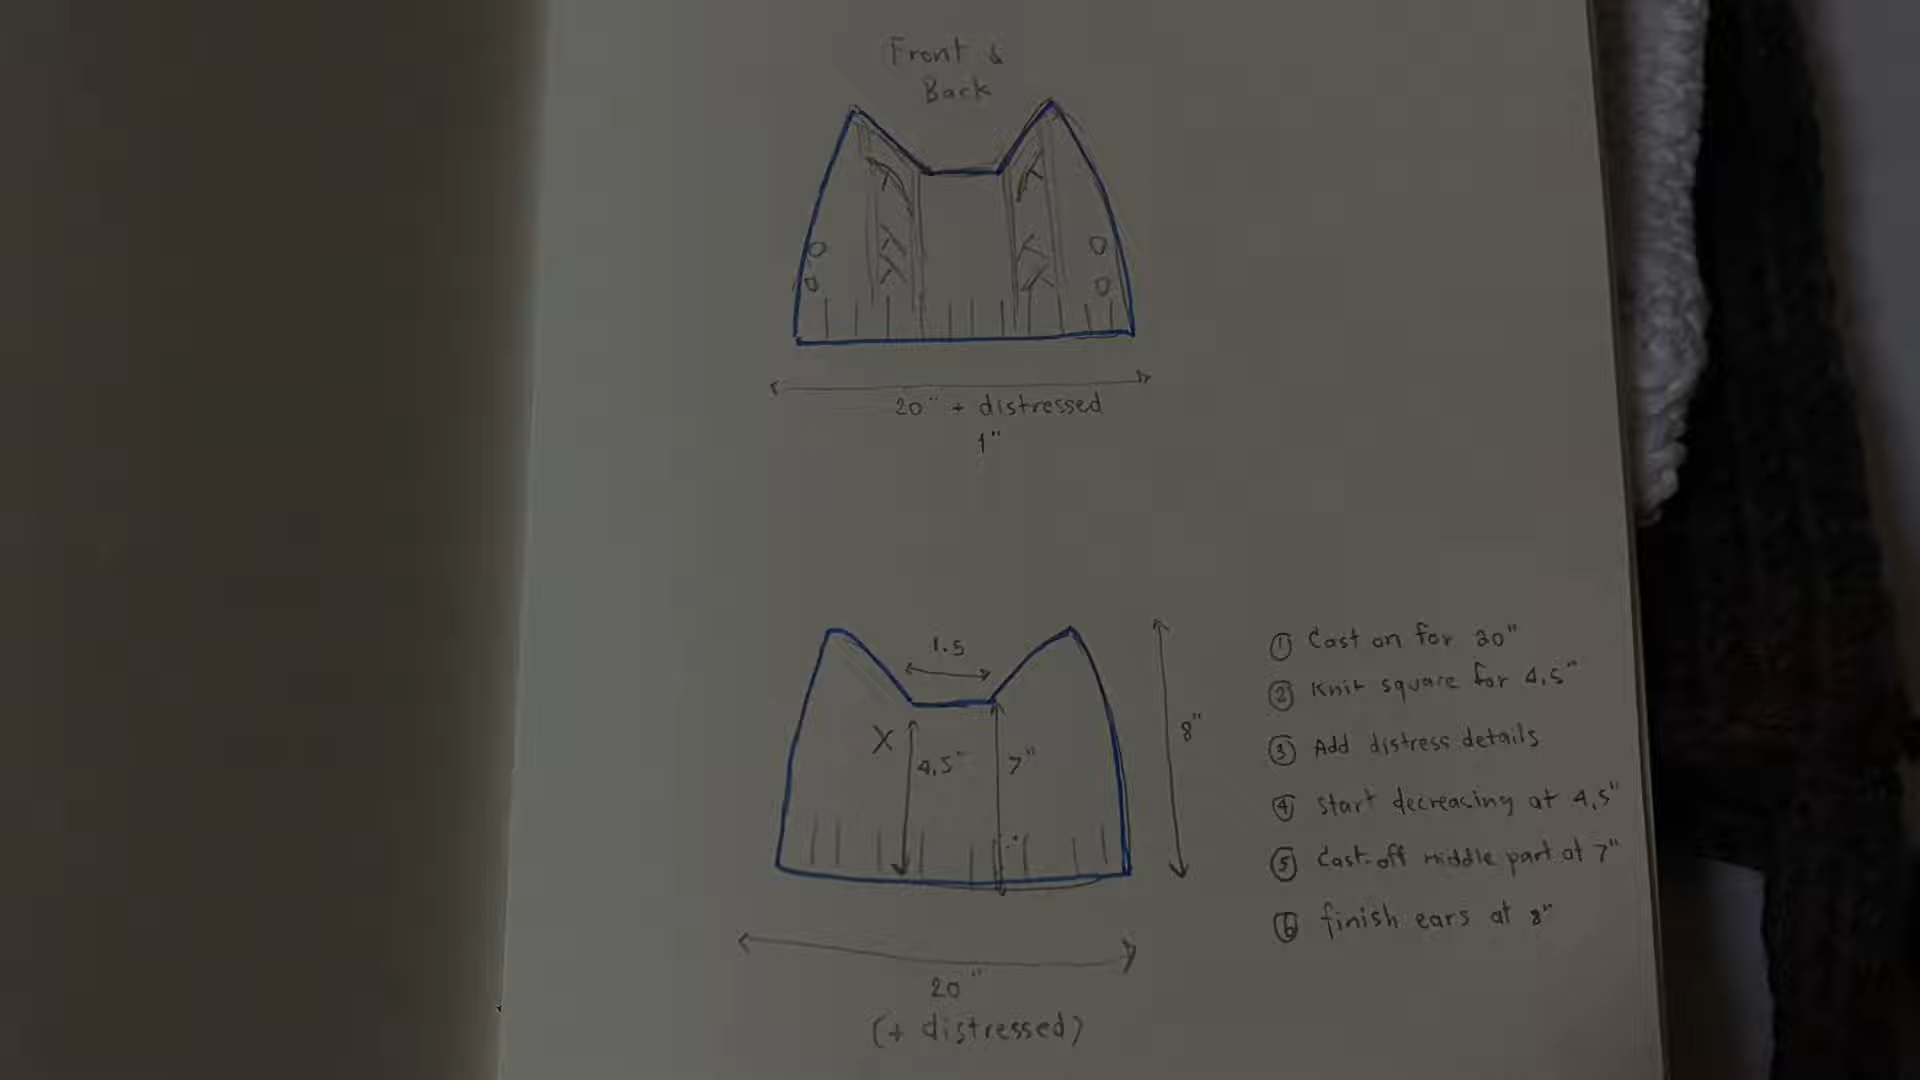 Front &
Back
20" + distressed
1"
1.5
X
4.5"
7"
8"
20"
(+ distressed)
① Cast on for 20"
② Knit square for 4.5"
③ Add distress details
④ start decreasing at 4.5"
⑤ Cast-off middle part at 7"
⑥ finish ears at 8"